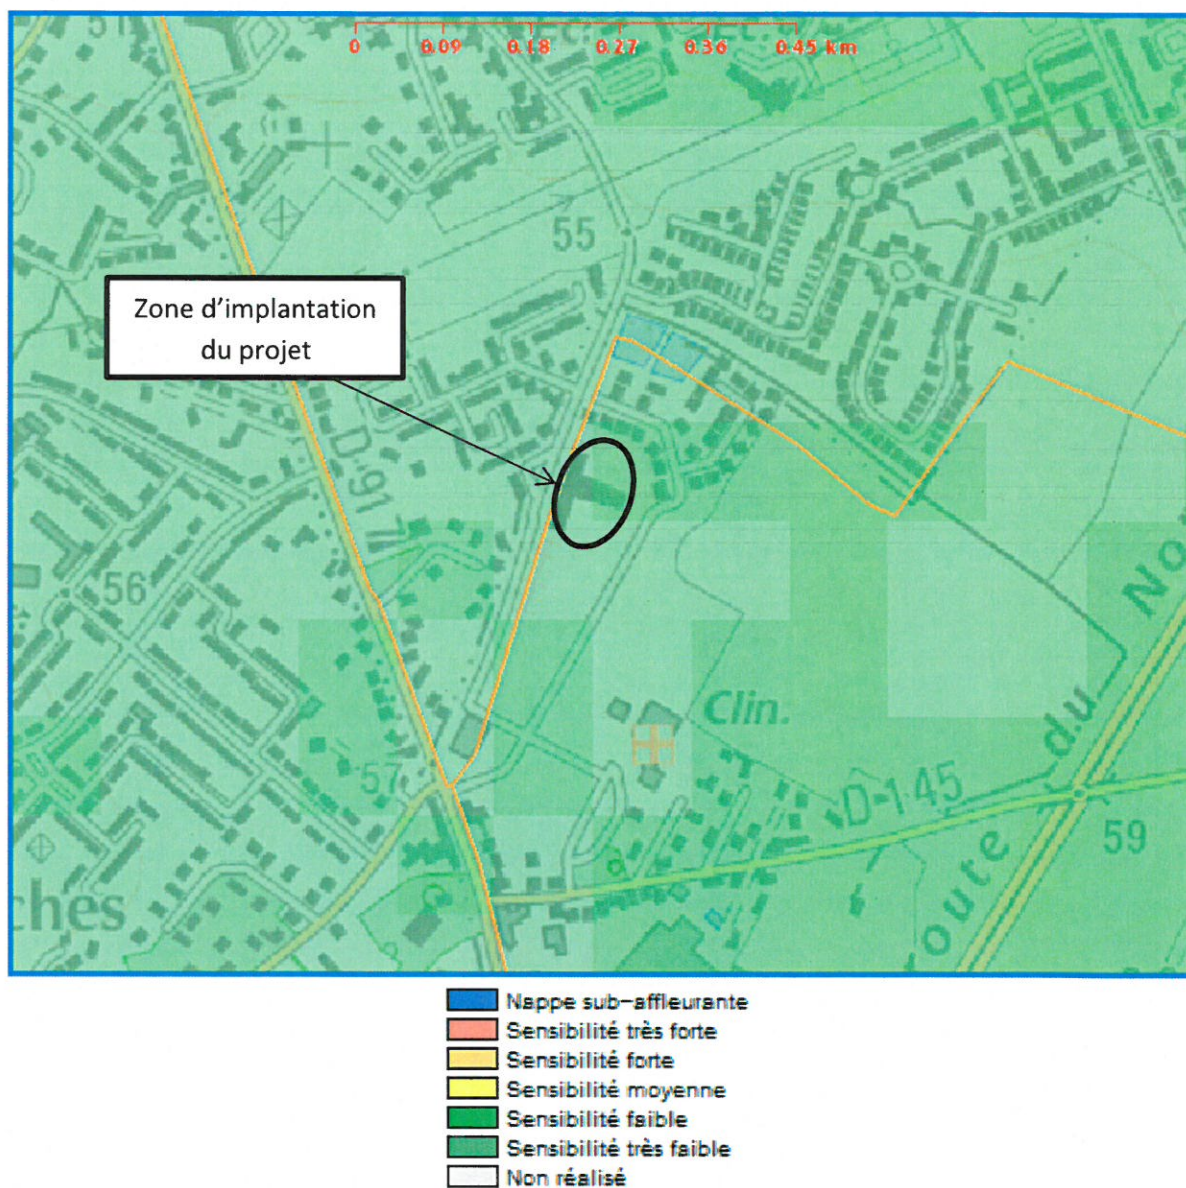 0 0.09 0.18 0.27 0.36 0.45 km
55
Zone d'implantation
du projet
D-91
56
Clin.
57
D-145
59
ches
oute
du
No
Nappe sub-affleurante
Sensibilité très forte
Sensibilité forte
Sensibilité moyenne
Sensibilité faible
Sensibilité très faible
Non réalisé